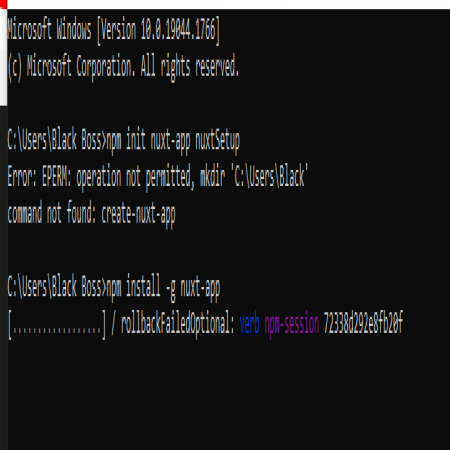 Microsoft Windows [Version 10.0.19044.1766]
(c) Microsoft Corporation. All rights reserved.
C:\Users\Black Boss>npm init nuxt-app nuxtSetup
Error: EPERM: operation not permitted, mkdir 'C:\Users\Black'
command not found: create-nuxt-app
C:\Users\Black Boss>npm install -g nuxt-app
[.................] / rollbackFailedOptional: verb npm-session 72338d292e8fb20f